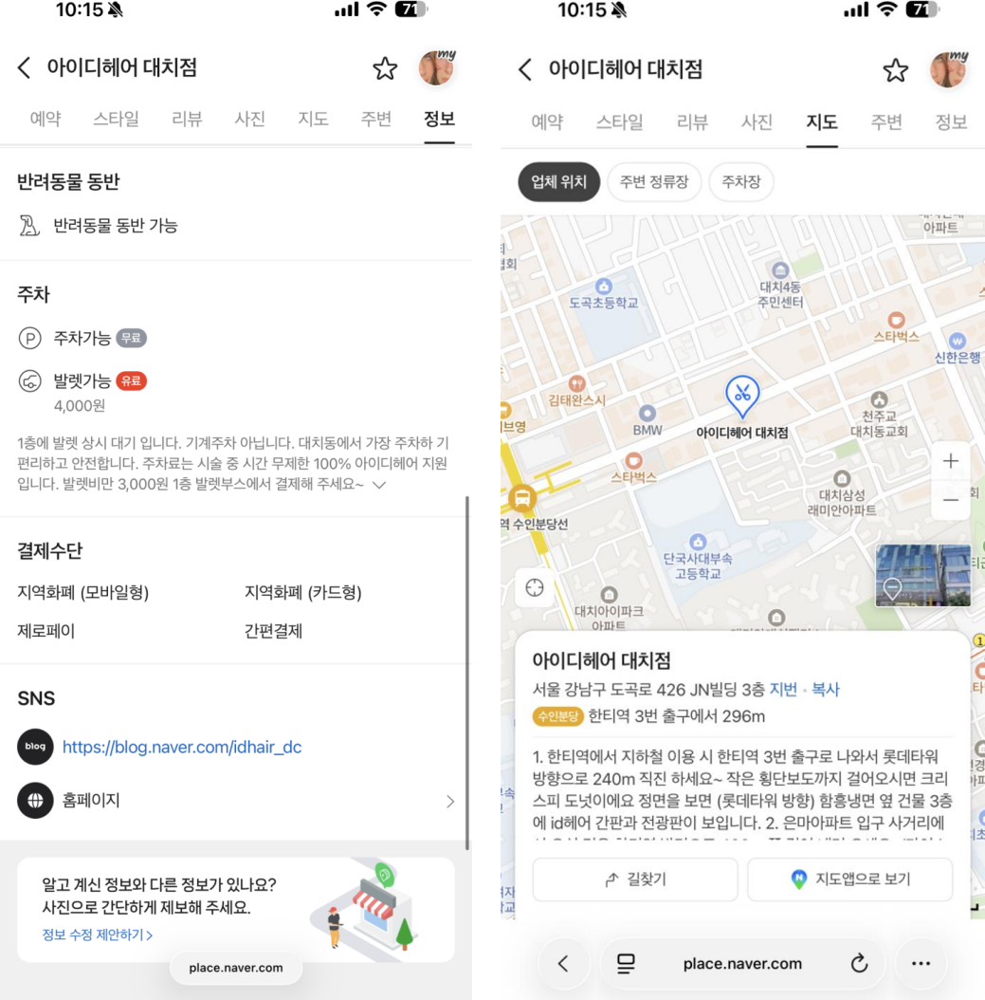 10:15
71
아이디헤어 대치점
my
예약
스타일
리뷰
사진
지도
주변
정보
반려동물 동반
반려동물 동반 가능
주차
P
주차가능 무료
발렛가능 유료
4,000원
1층에 발렛 상시 대기 입니다. 기계주차 아닙니다. 대치동에서 가장 주차하 기
편리하고 안전합니다. 주차료는 시술 중 시간 무제한 100% 아이디헤어 지원
입니다. 발렛비만 3,000원 1층 발렛부스에서 결제해 주세요~
결제수단
지역화폐 (모바일형)
지역화폐 (카드형)
제로페이
간편결제
SNS
blog
https://blog.naver.com/idhair_dc
홈페이지
알고 계신 정보와 다른 정보가 있나요?
사진으로 간단하게 제보해 주세요.
정보 수정 제안하기 >
place.naver.com
10:15
71
아이디헤어 대치점
my
예약
스타일
리뷰
사진
지도
주변
정보
업체 위치
주변 정류장
주차장
아파트
대치4동
주민센터
도곡초등학교
스타벅스
신한은행
김태완스시
BMW
아이디헤어 대치점
천주교
대치동교회
브영
스타벅스
대치삼성
래미안아파트
역 수인분당선
단국사대부속
고등학교
대치아이파크
아파트
아이디헤어 대치점
서울 강남구 도곡로 426 JN빌딩 3층 지번 · 복사
수인분당 한티역 3번 출구에서 296m
1. 한티역에서 지하철 이용 시 한티역 3번 출구로 나와서 롯데타워
방향으로 240m 직진 하세요~ 작은 횡단보도까지 걸어오시면 크리
스피 도넛이에요 정면을 보면 (롯데타워 방향) 함흥냉면 옆 건물 3층
에 id헤어 간판과 전광판이 보입니다. 2. 은마아파트 입구 사거리에
길찾기
N
지도앱으로 보기
place.naver.com